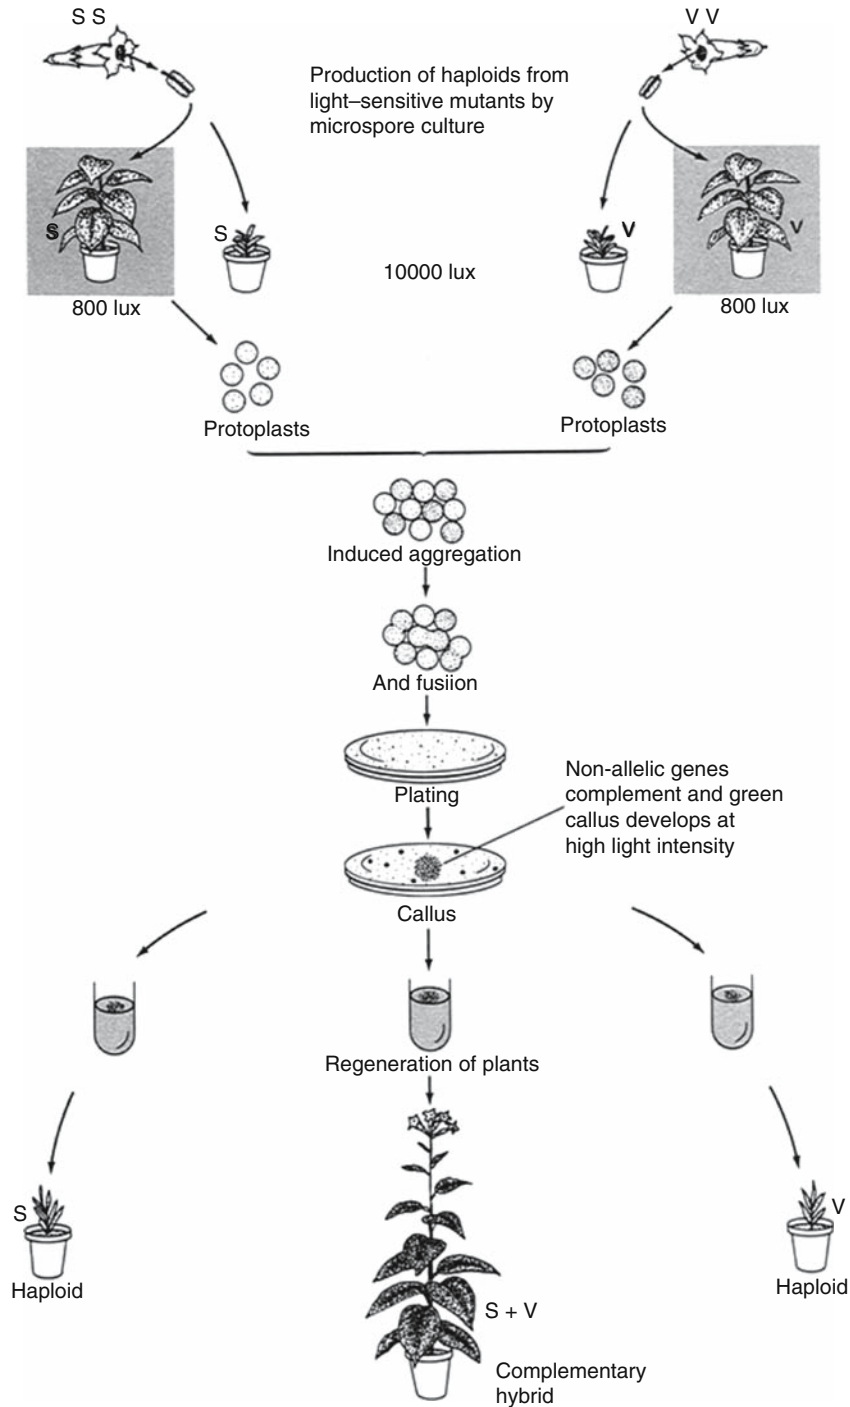 S S
V V
Production of haploids from
light–sensitive mutants by
microspore culture
S
S
V
V
10000 lux
800 lux
800 lux
Protoplasts
Protoplasts
Induced aggregation
And fusiion
Plating
Non-allelic genes
complement and green
callus develops at
high light intensity
Callus
Regeneration of plants
S
V
Haploid
Haploid
S + V
Complementary
hybrid